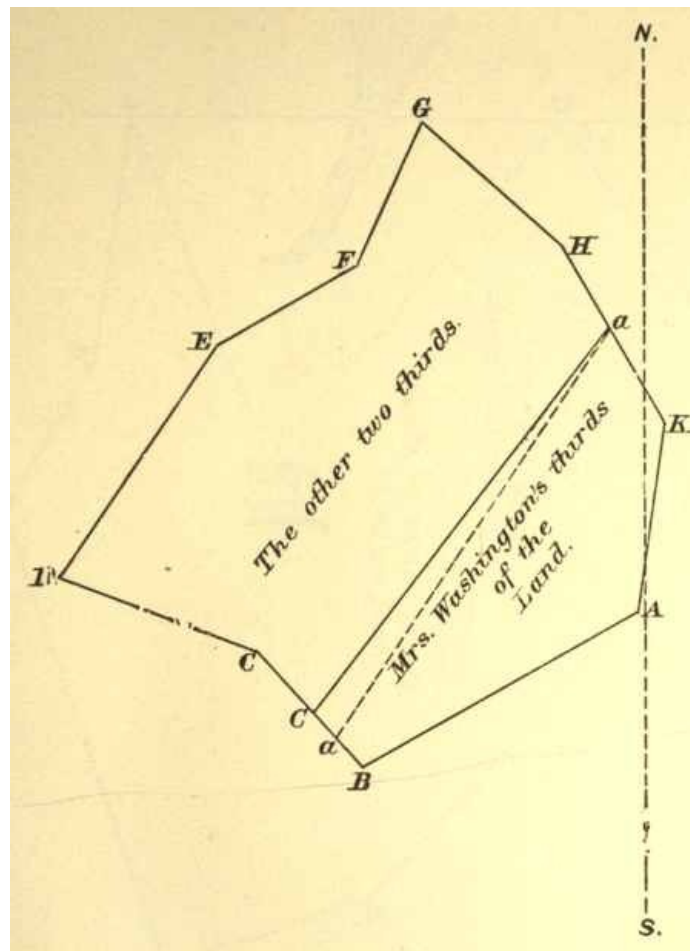 N.
G
H
F
a
E
K
The other two thirds.
Mrs. Washington's thirds
of the
Land.
A
C
C
a
B
S.